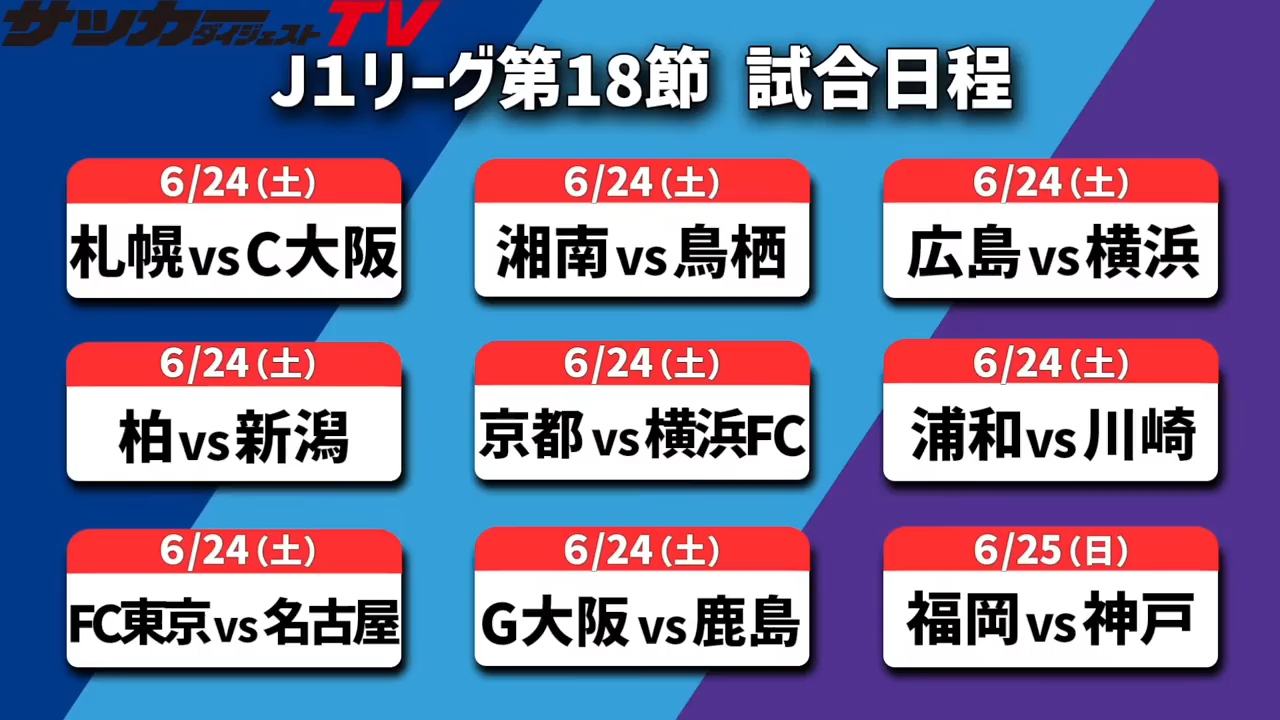 サッカーダイジェストTV
J1リーグ第18節 試合日程
6/24(土)
札幌vsC大阪
6/24(土)
湘南vs鳥栖
6/24(土)
広島vs横浜
6/24(土)
柏vs新潟
6/24(土)
京都vs横浜FC
6/24(土)
浦和vs川崎
6/24(土)
FC東京vs名古屋
6/24(土)
G大阪vs鹿島
6/25(日)
福岡vs神戸